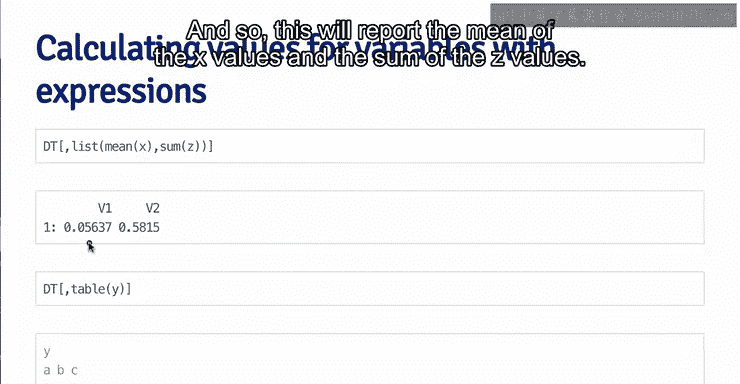 And so, this will report the mean of
the x values and the sum of the z values.
Calculating values for variables with
expressions
DT[,list(mean(x),sum(z))]
V1 V2
1: 0.05637 0.5815
DT[,table(y)]
y
a b c